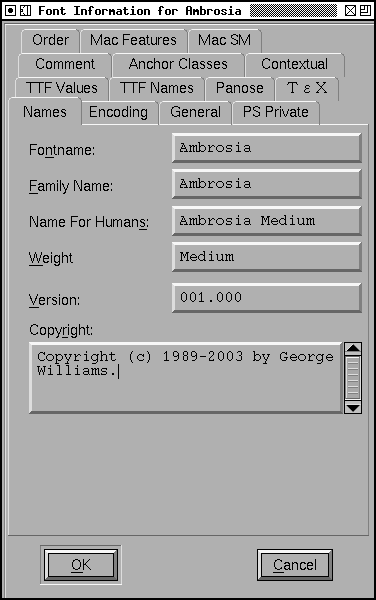 Font Information for Ambrosia
Order Mac Features Mac SM
Comment Anchor Classes Contextual
TTF Values TTF Names Panose Τ ε Χ
Names Encoding General PS Private
Fontname: Ambrosia
Family Name: Ambrosia
Name For Humans: Ambrosia Medium
Weight Medium
Version: 001.000
Copyright:
Copyright (c) 1989-2003 by George
Williams.
OK Cancel